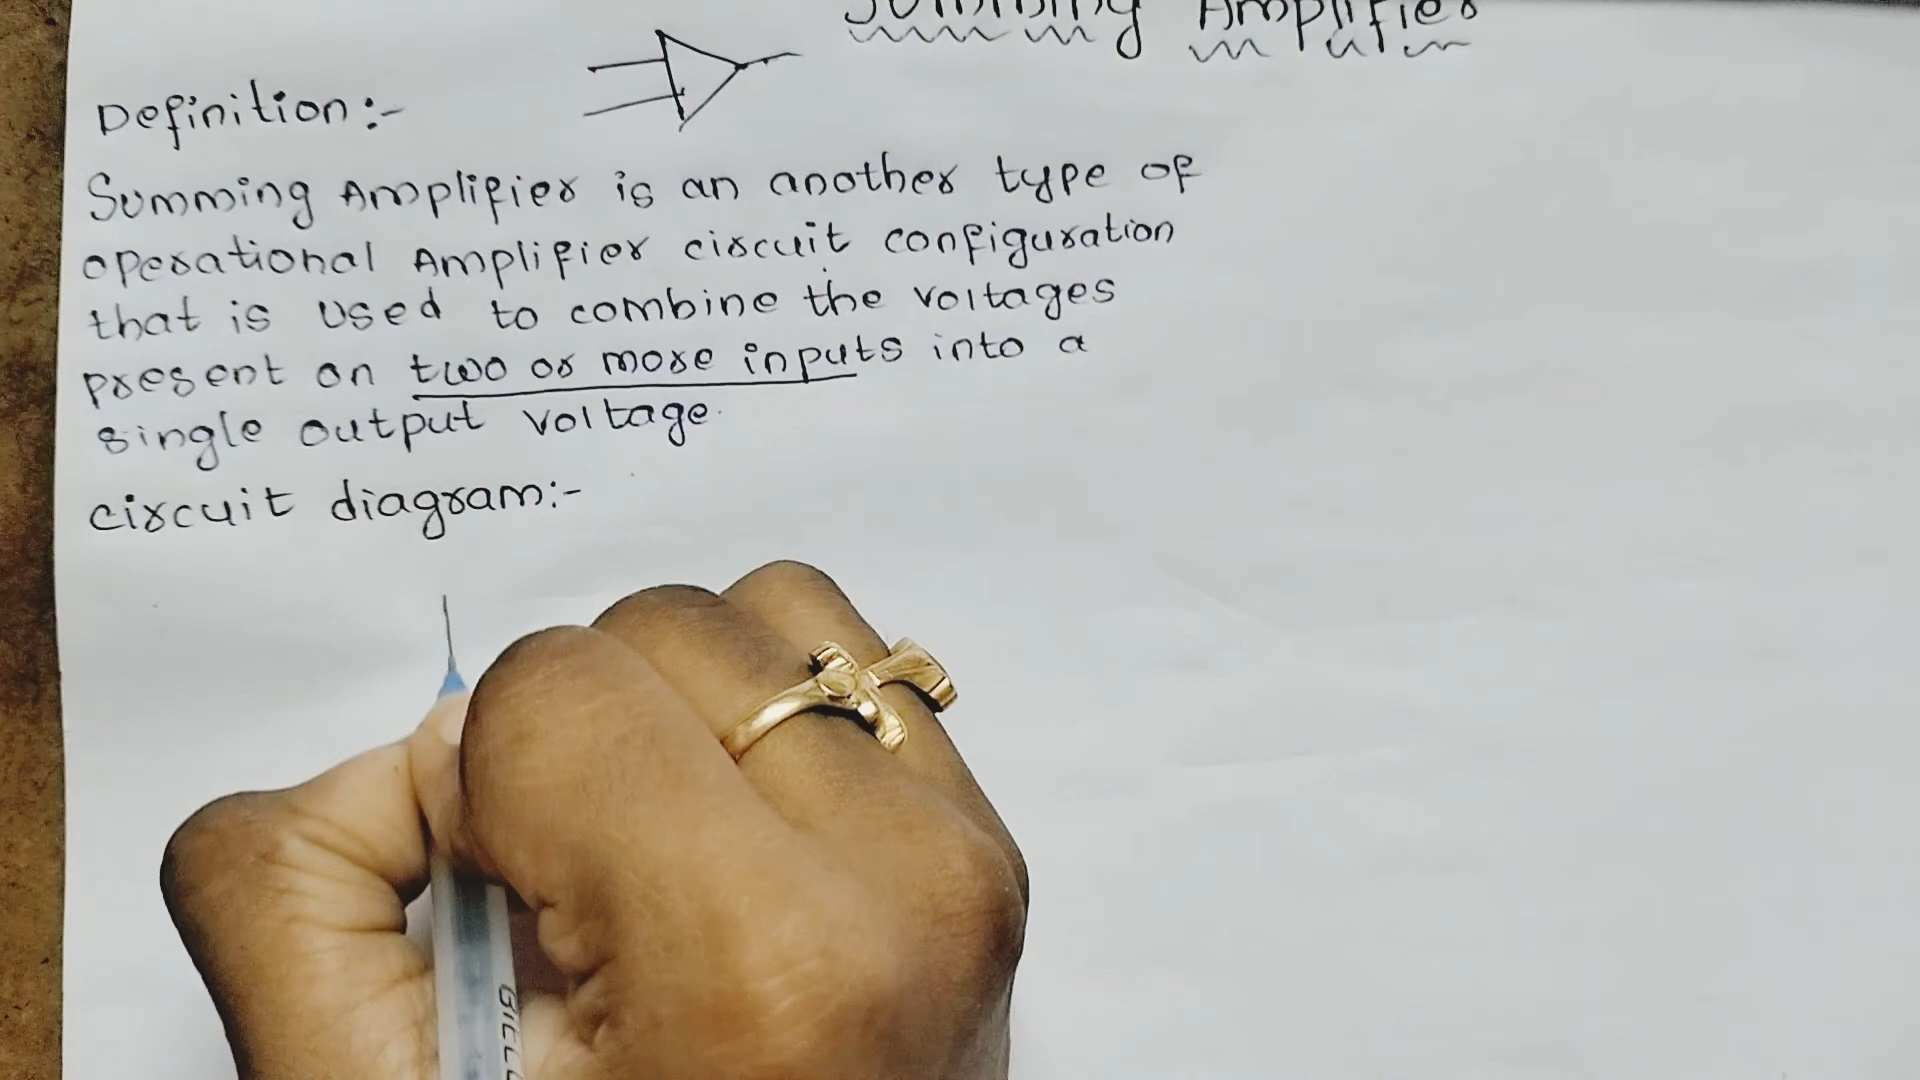 Summing Amplifier
Definition:-
Summing Amplifier is an another type of
operational Amplifier circuit configuration
that is used to combine the voltages
present on two or more inputs into a
single output voltage.
circuit diagram:-